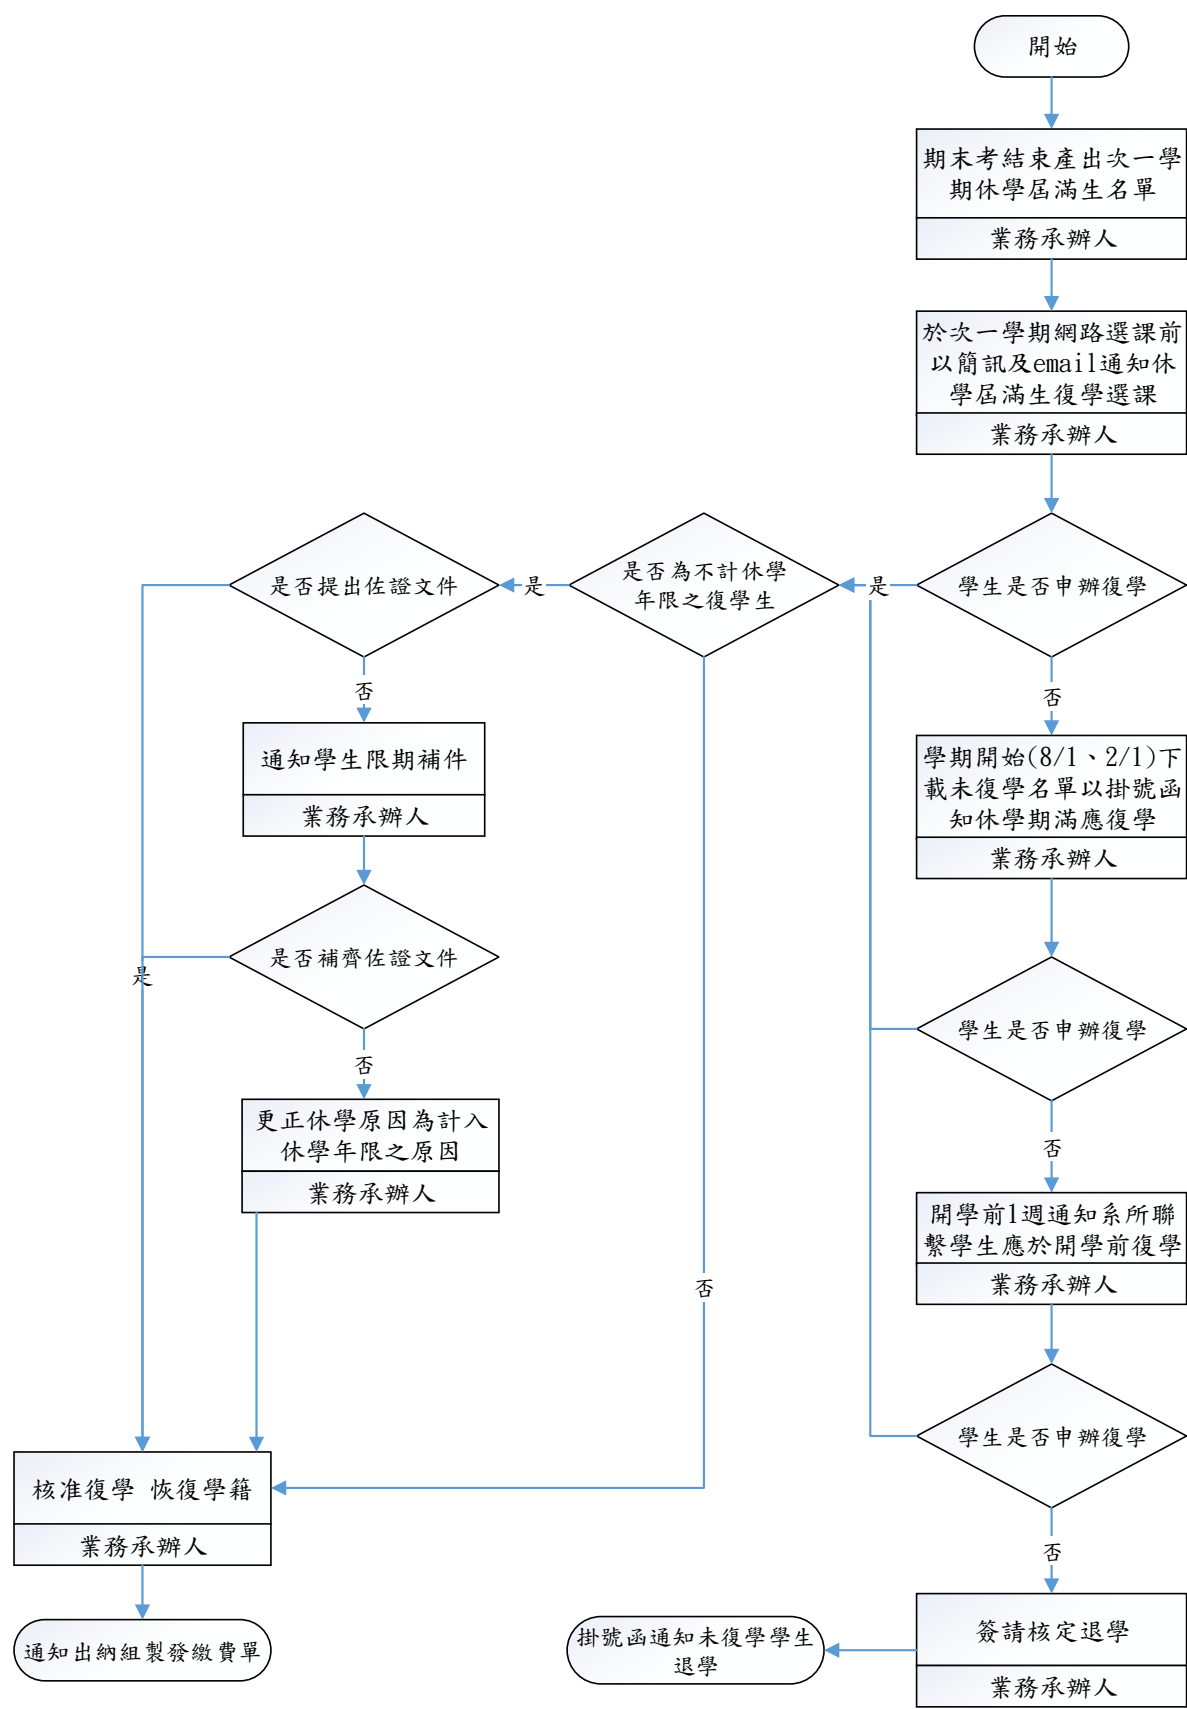 開始
期末考結束產出次一學
期休學屆滿生名單
業務承辦人
於次一學期網路選課前
以簡訊及email通知休
學屆滿生復學選課
業務承辦人
學生是否申辦復學
是
是否為不計休學
年限之復學生
是
是否提出佐證文件
否
通知學生限期補件
業務承辦人
是否補齊佐證文件
是
否
更正休學原因為計入
休學年限之原因
業務承辦人
否
否
學期開始(8/1、2/1)下
載未復學名單以掛號函
知休學期滿應復學
業務承辦人
學生是否申辦復學
否
開學前1週通知系所聯
繫學生應於開學前復學
業務承辦人
學生是否申辦復學
否
簽請核定退學
業務承辦人
掛號函通知未復學學生
退學
核准復學 恢復學籍
業務承辦人
通知出納組製發繳費單